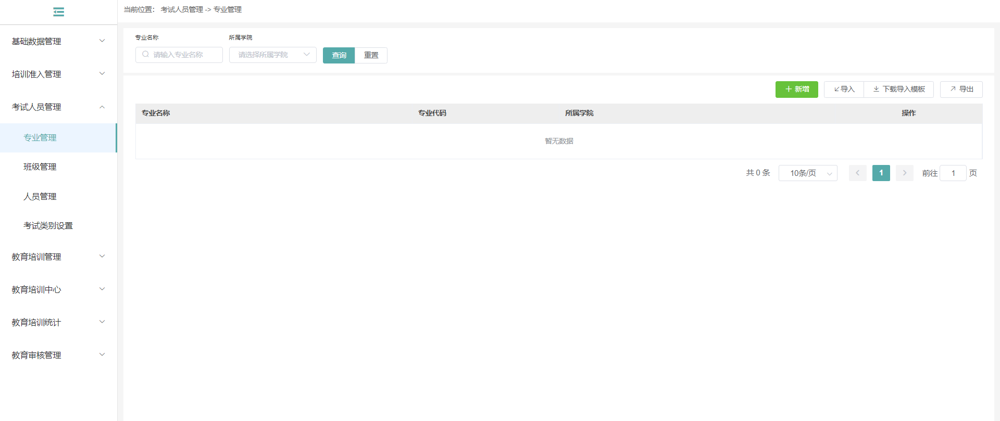 当前位置： 考试人员管理 -> 专业管理
基础数据管理
培训准入管理
考试人员管理
专业管理
班级管理
人员管理
考试类别设置
教育培训管理
教育培训中心
教育培训统计
教育审核管理
专业名称 所属学院
请输入专业名称 请选择所属学院 查询 重置
新增 导入 下载导入模板 导出
专业名称 专业代码 所属学院 操作
暂无数据
共 0 条 10条/页 1 前往 1 页